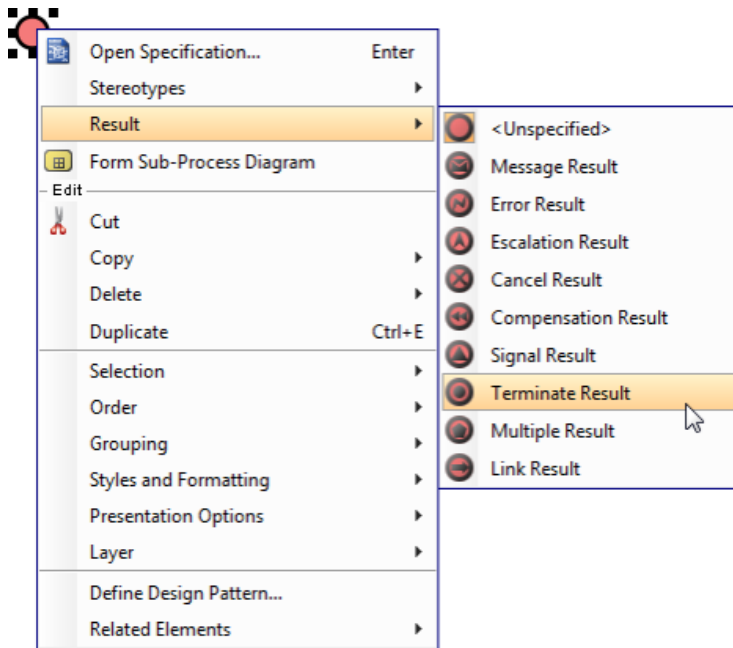 Open Specification... Enter
Stereotypes
Result
Form Sub-Process Diagram
Edit
Cut
Copy
Delete
Duplicate Ctrl+E
Selection
Order
Grouping
Styles and Formatting
Presentation Options
Layer
Define Design Pattern...
Related Elements
<Unspecified>
Message Result
Error Result
Escalation Result
Cancel Result
Compensation Result
Signal Result
Terminate Result
Multiple Result
Link Result